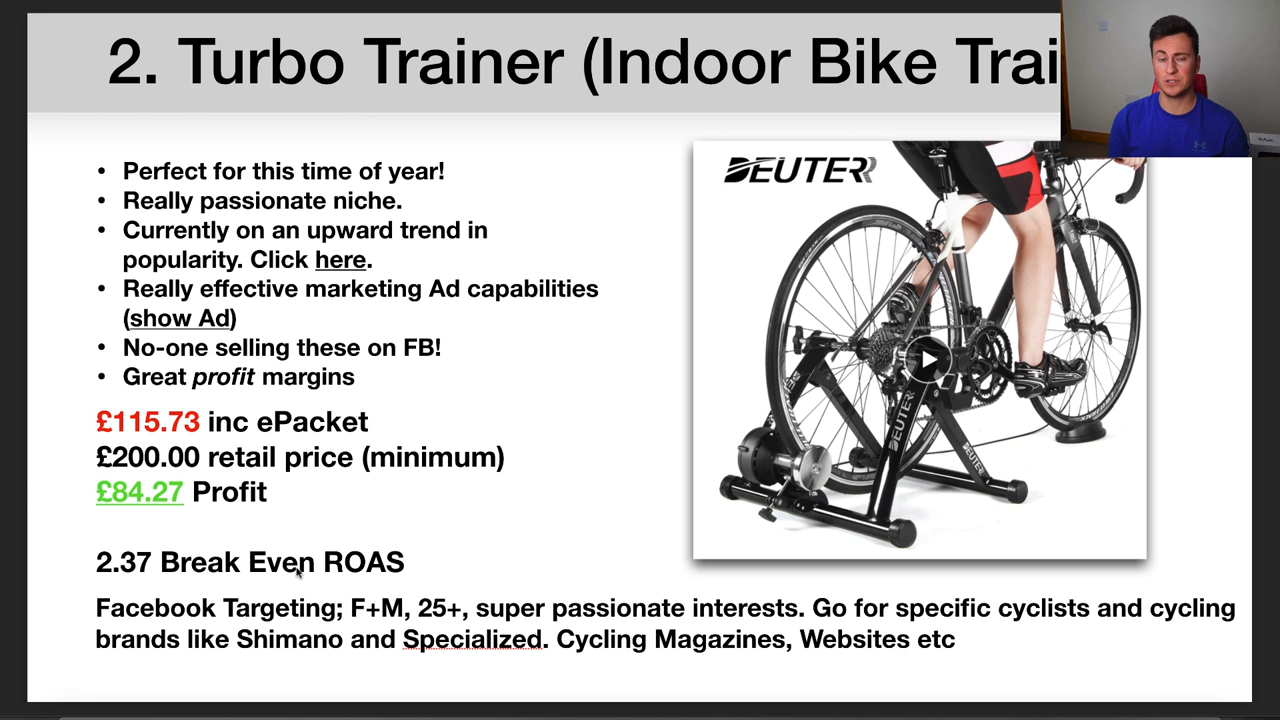 2. Turbo Trainer (Indoor Bike Trai
• Perfect for this time of year!
• Really passionate niche.
• Currently on an upward trend in
popularity. Click here.
• Really effective marketing Ad capabilities
(show Ad)
• No-one selling these on FB!
• Great profit margins
£115.73 inc ePacket
£200.00 retail price (minimum)
£84.27 Profit
2.37 Break Even ROAS
Facebook Targeting; F+M, 25+, super passionate interests. Go for specific cyclists and cycling
brands like Shimano and Specialized. Cycling Magazines, Websites etc
DEUTER
DEUTER
DEUTER